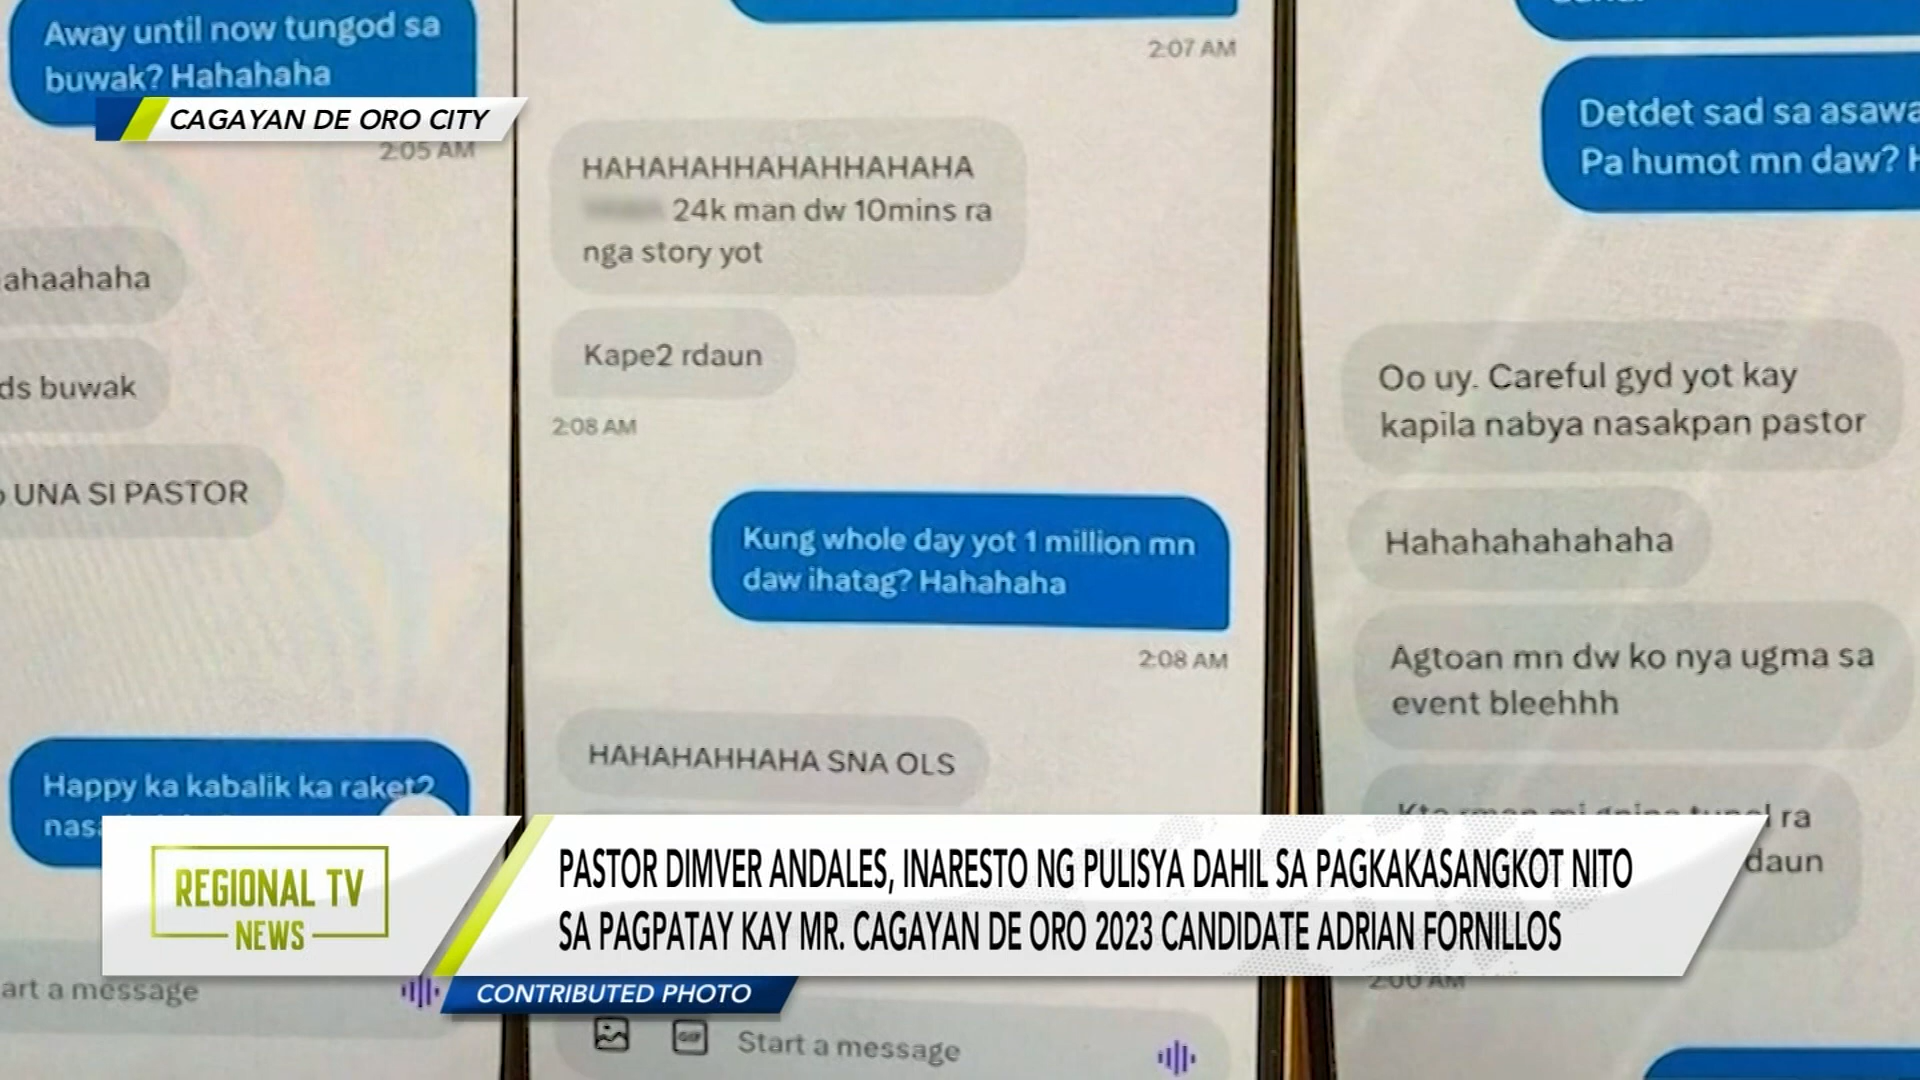 Away until now tungod sa
buwak? Hahahaha
CAGAYAN DE ORO CITY
2:05 AM
ahaahaha
ds buwak
UNA SI PASTOR
Happy ka kabalik ka raket?
art a message
2:07 AM
HAHAHAHHAHAHHAHAHA
24k man dw 10mins ra
nga story yot
Kape2 rdaun
2:08 AM
Kung whole day yot 1 million mn
daw ihatag? Hahahaha
2:08 AM
HAHAHAHHAHA SNA OLS
GIF Start a message
Detdet sad sa asawa
Pa humot mn daw?
Oo uy. Careful gyd yot kay
kapila nabya nasakpan pastor
Hahahahahahaha
Agtoan mn dw ko nya ugma sa
event bleehhh
ra
daun
REGIONAL TV
NEWS
PASTOR DIMVER ANDALES, INARESTO NG PULISYA DAHIL SA PAGKAKASANGKOT NITO
SA PAGPATAY KAY MR. CAGAYAN DE ORO 2023 CANDIDATE ADRIAN FORNILLOS
CONTRIBUTED PHOTO